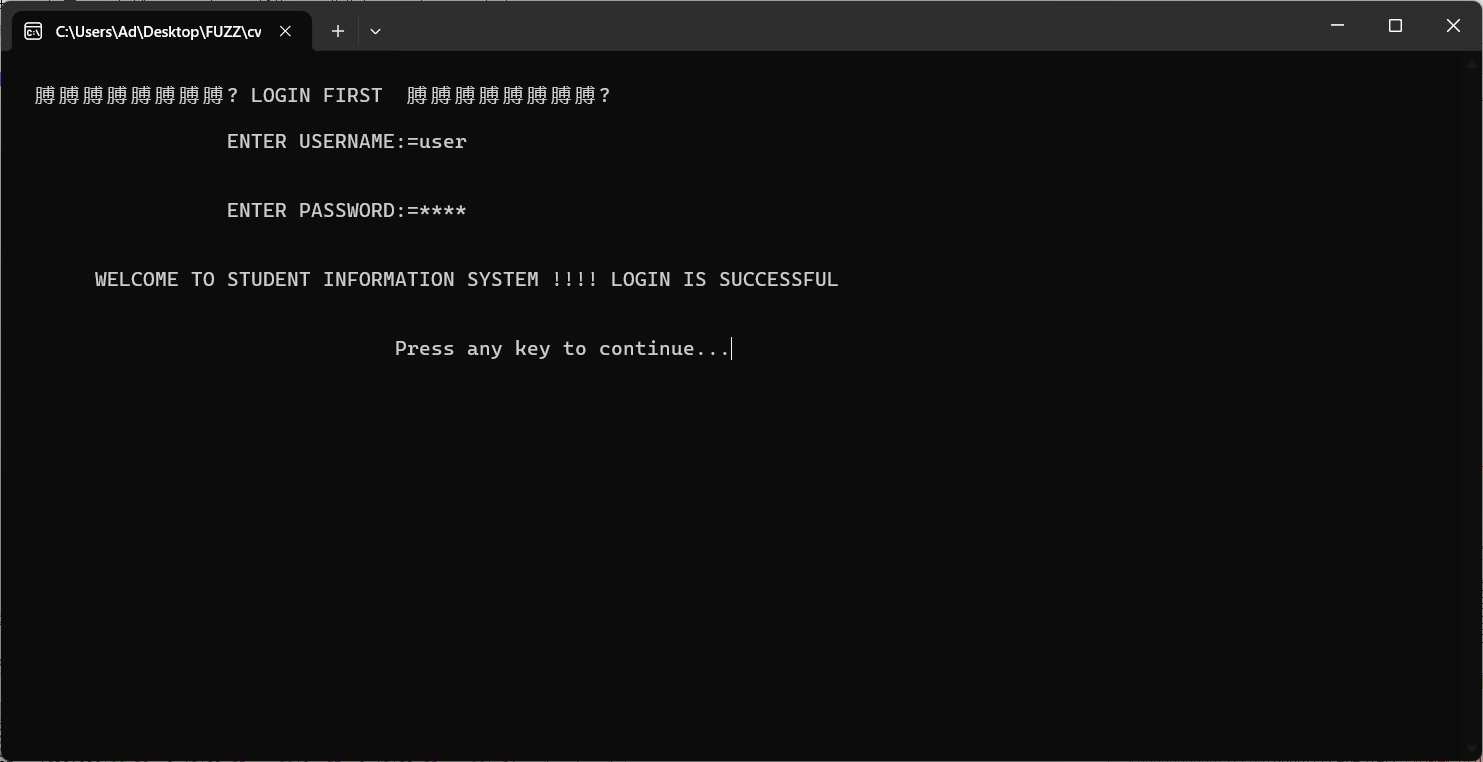 C:\Users\Ad\Desktop\FUZZ\cv
膊膊膊膊膊膊膊膊? LOGIN FIRST  膊膊膊膊膊膊膊膊?
ENTER USERNAME:=user
ENTER PASSWORD:=****
WELCOME TO STUDENT INFORMATION SYSTEM !!!! LOGIN IS SUCCESSFUL
Press any key to continue...